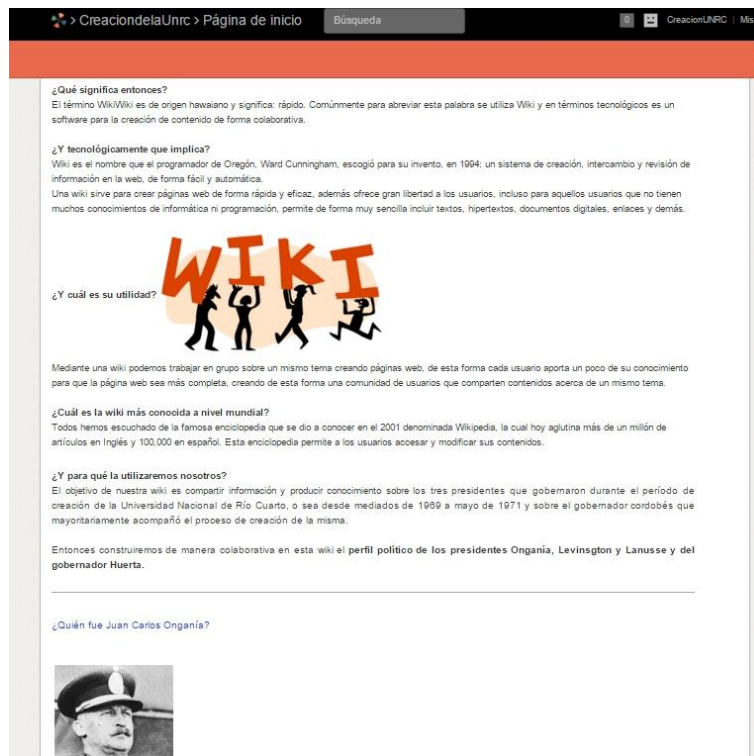 > CreaciondelaUnrc > Página de inicio
Búsqueda
0
CreacionUNRC | Mis
¿Qué significa entonces?
El término WikiWiki es de origen hawaiano y significa: rápido. Comúnmente para abreviar esta palabra se utiliza Wiki y en términos tecnológicos es un
software para la creación de contenido de forma colaborativa.
¿Y tecnológicamente que implica?
Wiki es el nombre que el programador de Oregón, Ward Cunningham, escogió para su invento, en 1994: un sistema de creación, intercambio y revisión de
información en la web, de forma fácil y automática.
Una wiki sirve para crear páginas web de forma rápida y eficaz, además ofrece gran libertad a los usuarios, incluso para aquellos usuarios que no tienen
muchos conocimientos de informática ni programación, permite de forma muy sencilla incluir textos, hipertextos, documentos digitales, enlaces y demás.
WIKI
¿Y cuál es su utilidad?
Mediante una wiki podemos trabajar en grupo sobre un mismo tema creando páginas web, de esta forma cada usuario aporta un poco de su conocimiento
para que la página web sea más completa, creando de esta forma una comunidad de usuarios que comparten contenidos acerca de un mismo tema.
¿Cuál es la wiki más conocida a nivel mundial?
Todos hemos escuchado de la famosa enciclopedia que se dio a conocer en el 2001 denominada Wikipedia, la cual hoy aglutina más de un millón de
artículos en Inglés y 100,000 en español. Esta enciclopedia permite a los usuarios accesar y modificar sus contenidos.
¿Y para qué la utilizaremos nosotros?
El objetivo de nuestra wiki es compartir información y producir conocimiento sobre los tres presidentes que gobernaron durante el período de
creación de la Universidad Nacional de Río Cuarto, o sea desde mediados de 1969 a mayo de 1971 y sobre el gobernador cordobés que
mayoritariamente acompañó el proceso de creación de la misma.
Entonces construiremos de manera colaborativa en esta wiki el perfil político de los presidentes Onganía, Levinsgton y Lanusse y del
gobernador Huerta.
¿Quién fue Juan Carlos Onganía?